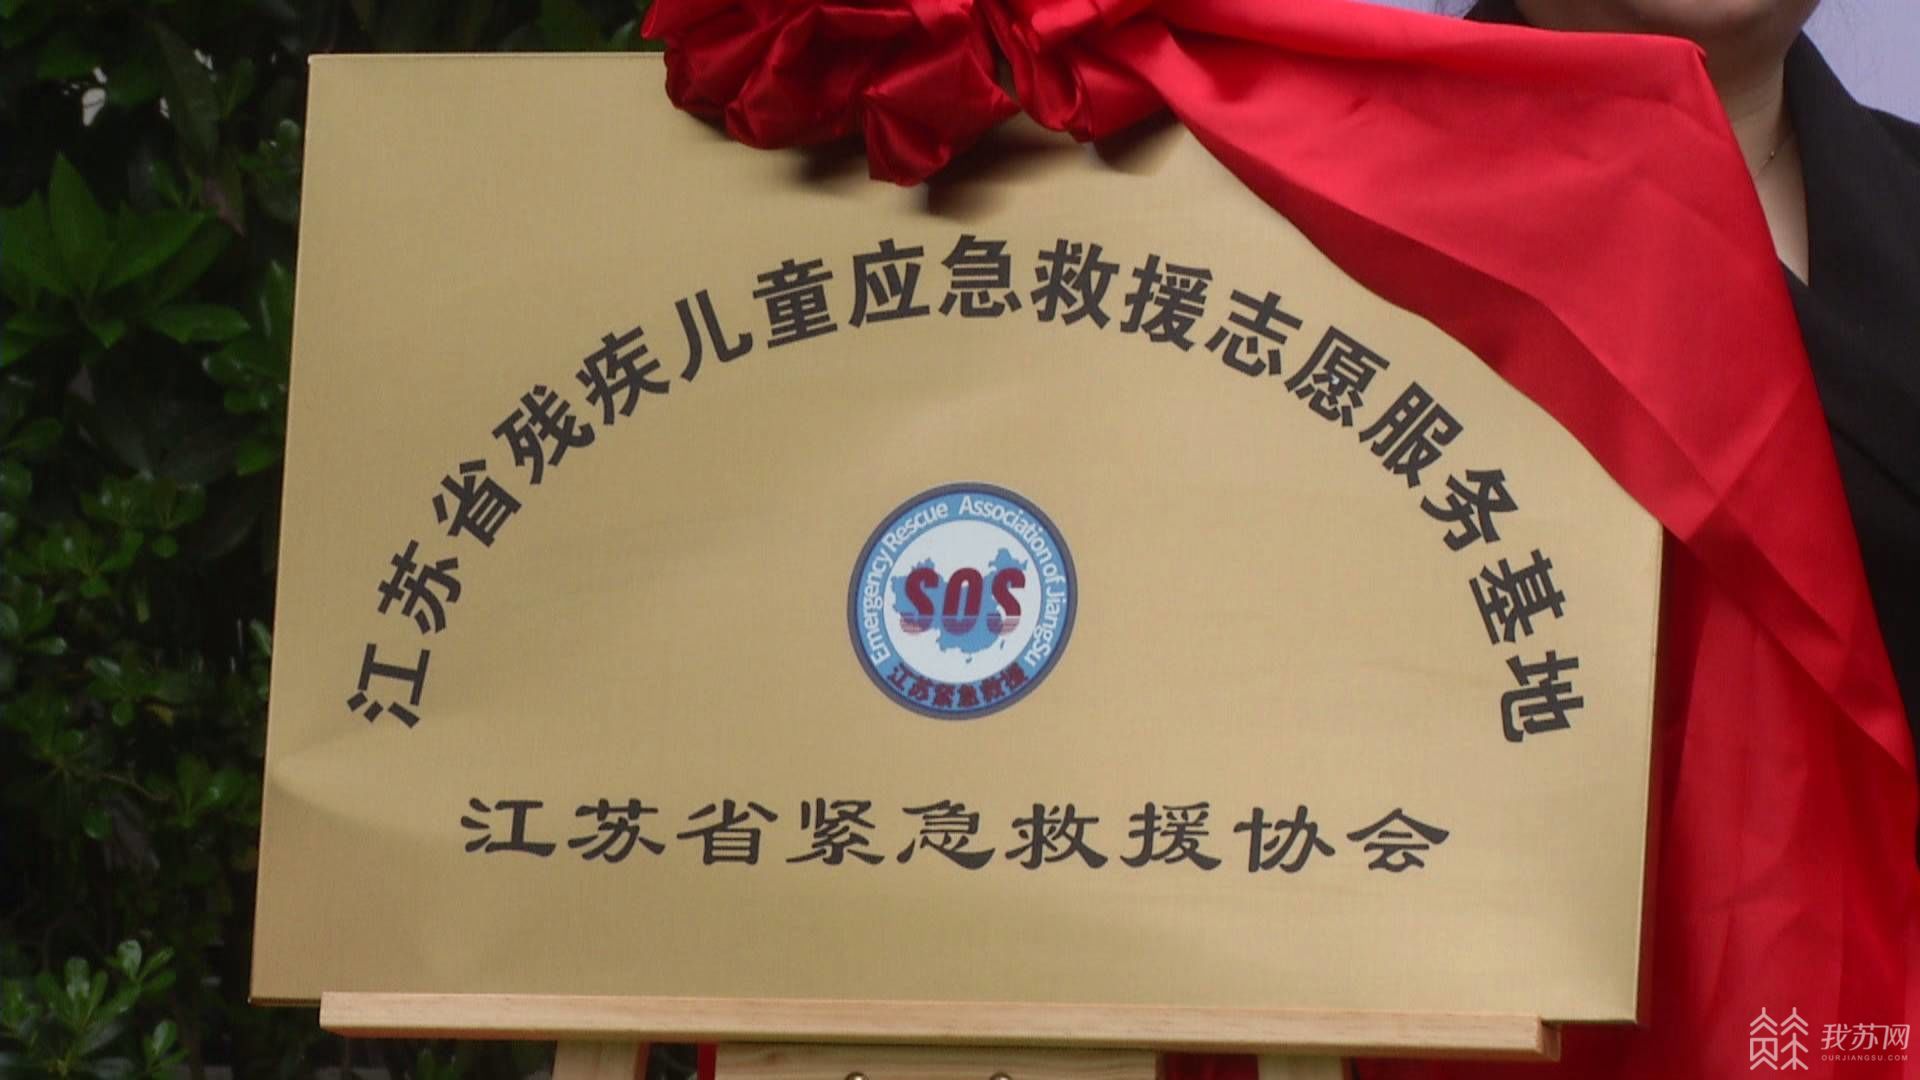 江苏省残疾儿童应急救援志愿服务基地
Emergency Rescue Association of JiangSu
SOS
江苏紧急救援
江苏省紧急救援协会
我苏网
OURJIANGSU.COM